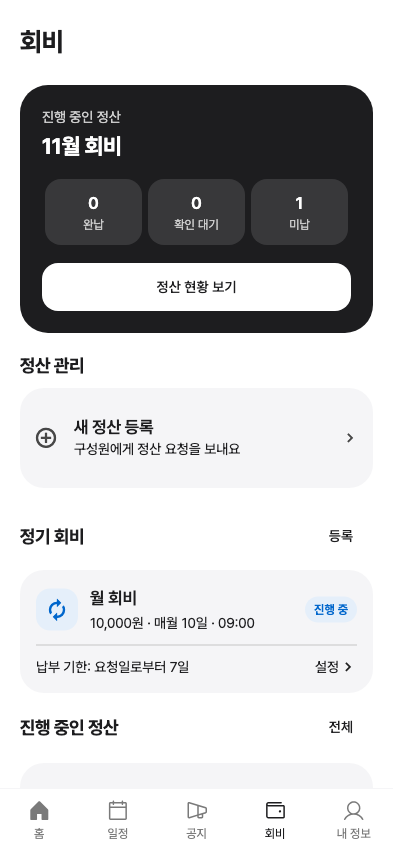 회비
진행 중인 정산
11월 회비
0
완납
0
확인 대기
1
미납
정산 현황 보기
정산 관리
새 정산 등록
구성원에게 정산 요청을 보내요
정기 회비
등록
월 회비
10,000원 · 매월 10일 · 09:00
진행 중
납부 기한: 요청일로부터 7일
설정
진행 중인 정산
전체
홈
일정
공지
회비
내 정보